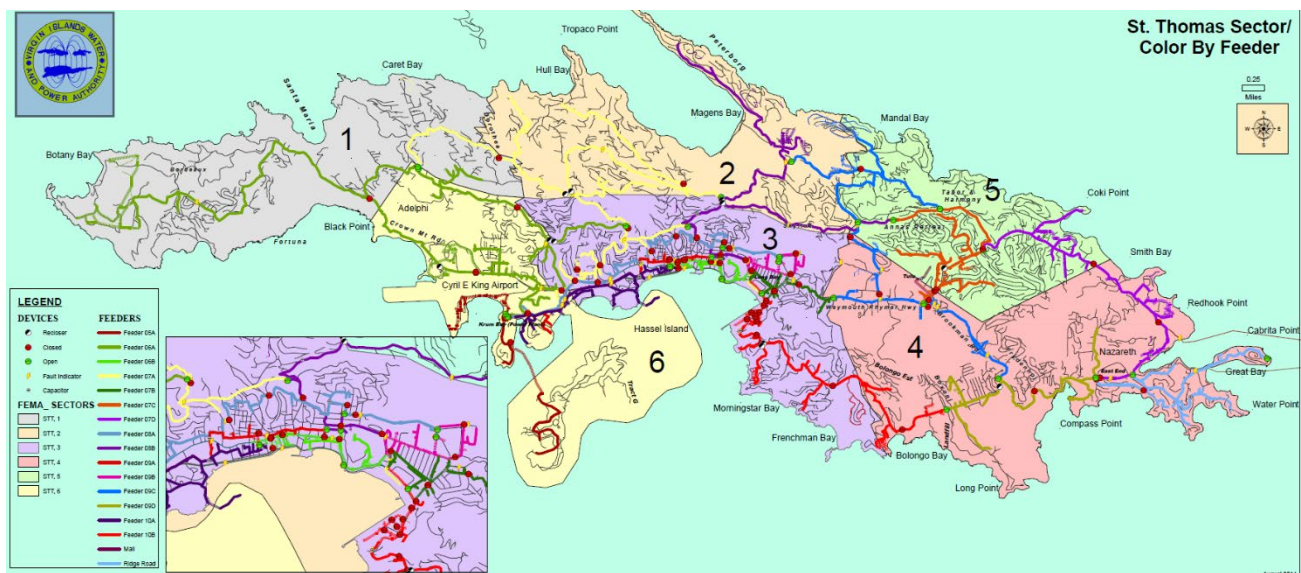 St. Thomas Sector/
Color By Feeder
VIRGIN ISLANDS WATER
AND POWER AUTHORITY
0.25
Miles
Tropaco Point
Caret Bay
Hull Bay
Peterborg
Santa Maria
Magens Bay
Mandal Bay
Botany Bay
1
2
5
Coki Point
Adelphi
Black Point
Crown Mt Rd
Fortuna
3
Smith Bay
Cyril E King Airport
Redhook Point
Hassel Island
Cabrita Point
Nazareth
Great Bay
East End
6
4
Bolongo Est
Tract G
Morningstar Bay
Water Point
Compass Point
Frenchman Bay
Bolongo Bay
Long Point
LEGEND
DEVICES
Recloser
Closed
Open
Fault Indicator
Capacitor
FEMA_SECTORS
STT, 1
STT, 2
STT, 3
STT, 4
STT, 5
STT, 6
FEEDERS
Feeder 05A
Feeder 06A
Feeder 06B
Feeder 07A
Feeder 07B
Feeder 07C
Feeder 07D
Feeder 08A
Feeder 08B
Feeder 09A
Feeder 09B
Feeder 09C
Feeder 09D
Feeder 10A
Feeder 10B
Mall
Ridge Road